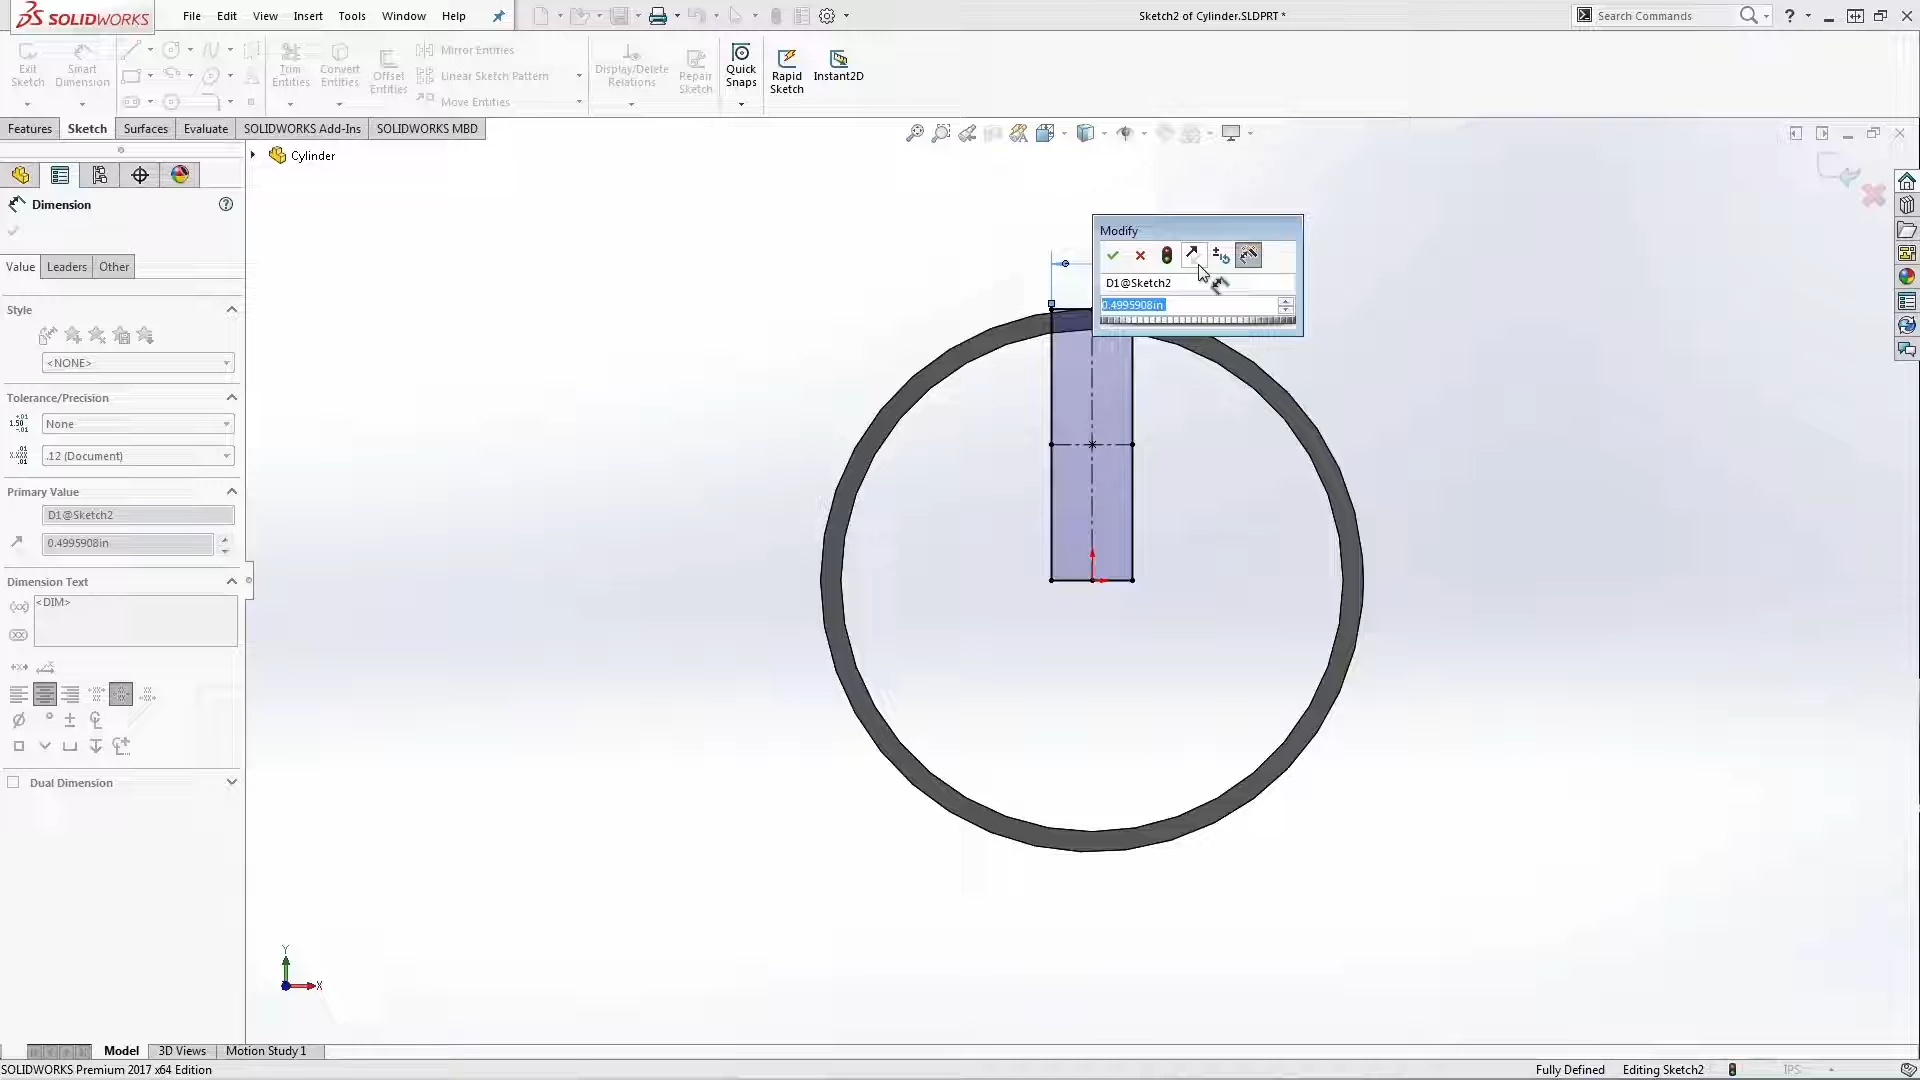 SOLIDWORKS
File Edit View Insert Tools Window Help
Sketch2 of Cylinder.SLDPRT *
Search Commands
?
Exit Sketch
Smart Dimension
Trim Entities
Convert Entities
Offset Entities
Mirror Entities
Linear Sketch Pattern
Move Entities
Display/Delete Relations
Repair Sketch
Quick Snaps
Rapid Sketch
Instant2D
Features Sketch Surfaces Evaluate SOLIDWORKS Add-Ins SOLIDWORKS MBD
Cylinder
Dimension
?
Value Leaders Other
Style
<NONE>
Tolerance/Precision
None
.12 (Document)
Primary Value
D1@Sketch2
0.4995908in
Dimension Text
<DIM>
Dual Dimension
Modify
D1@Sketch2
0.4995908in
Y
X
Model 3D Views Motion Study 1
SOLIDWORKS Premium 2017 x64 Edition
Fully Defined Editing Sketch2 IPS